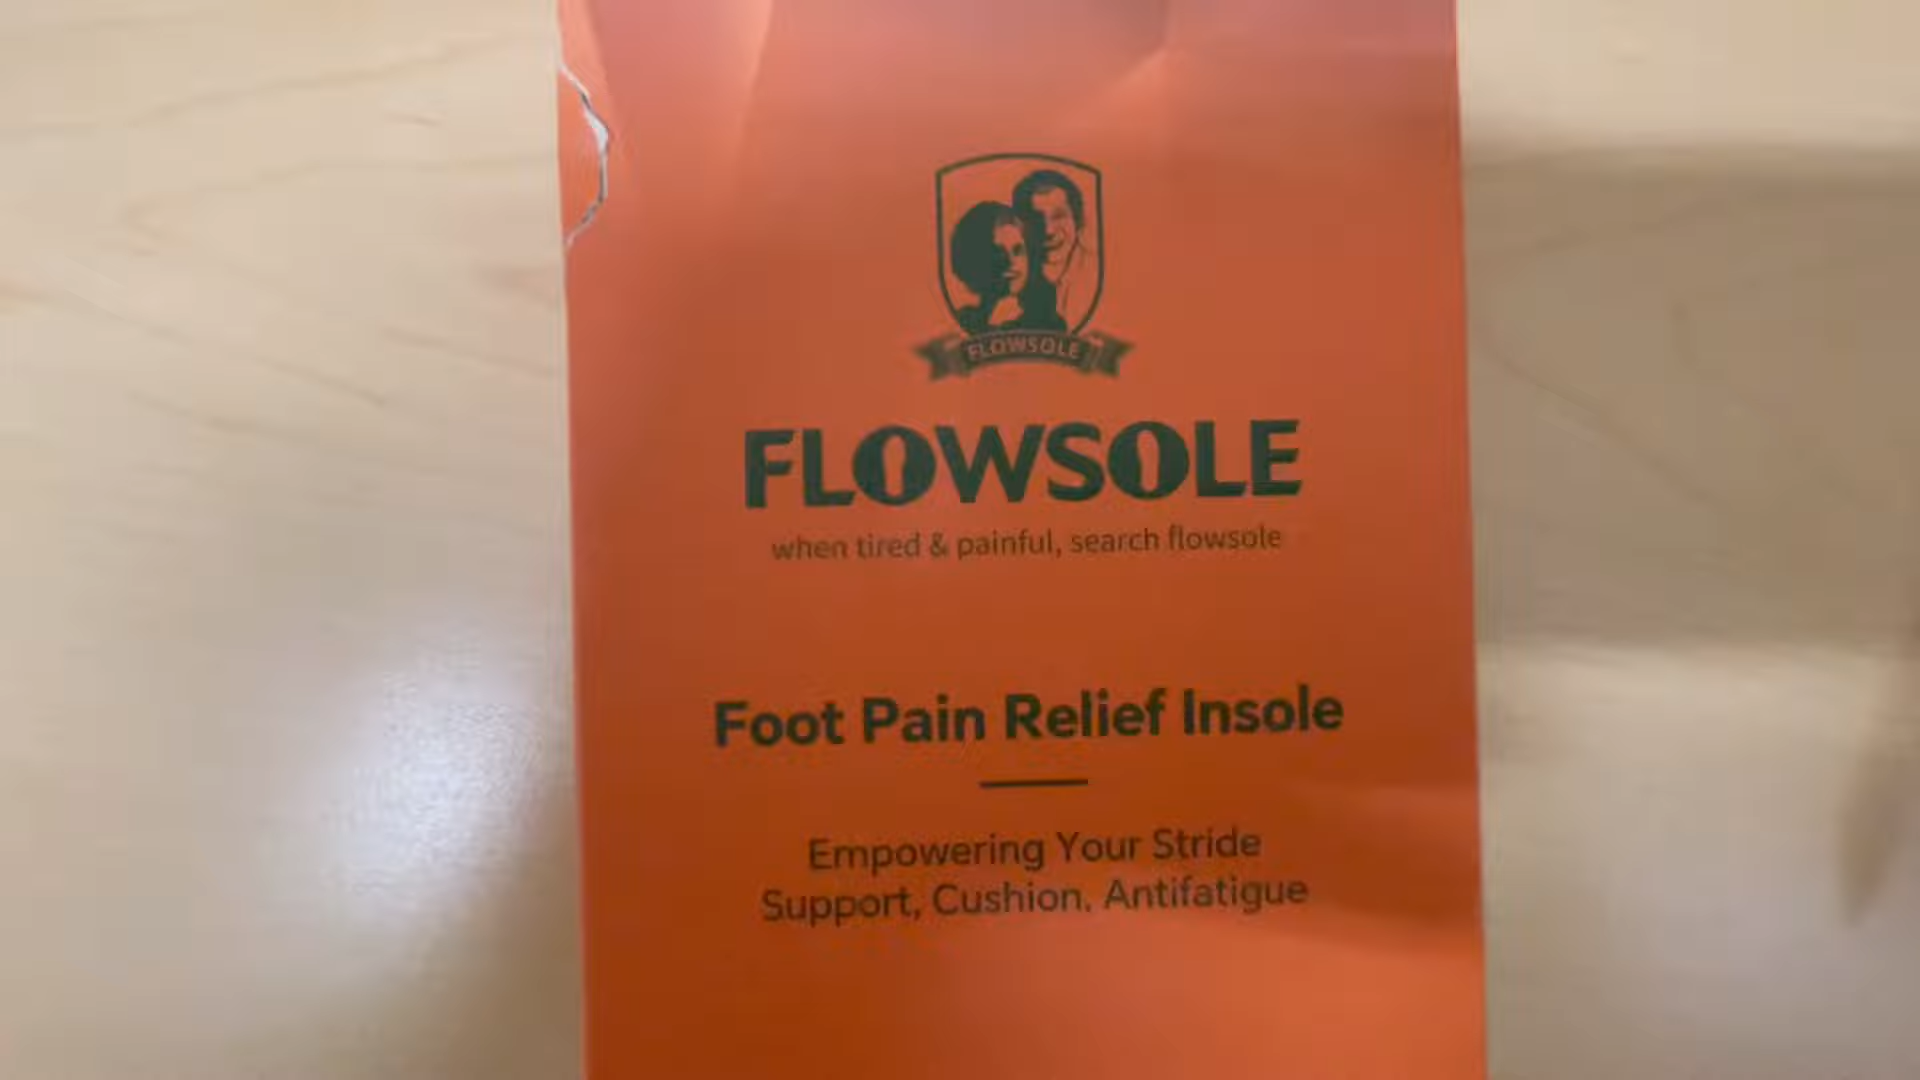 FLOWSOLE
FLOWSOLE
when tired & painful, search flowsole
Foot Pain Relief Insole
Empowering Your Stride
Support, Cushion. Antifatigue